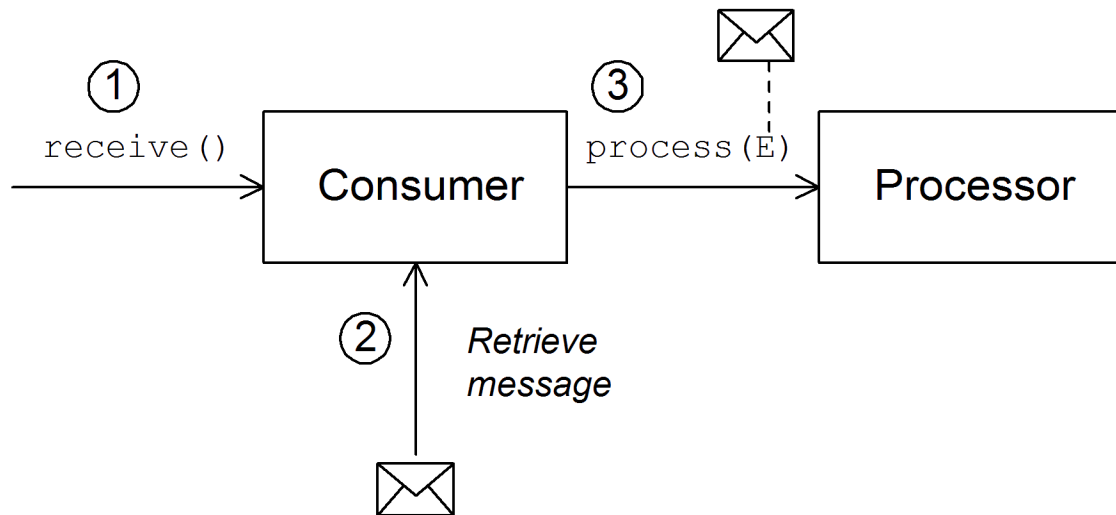 1
receive()
Consumer
2
Retrieve
message
3
process(E)
Processor